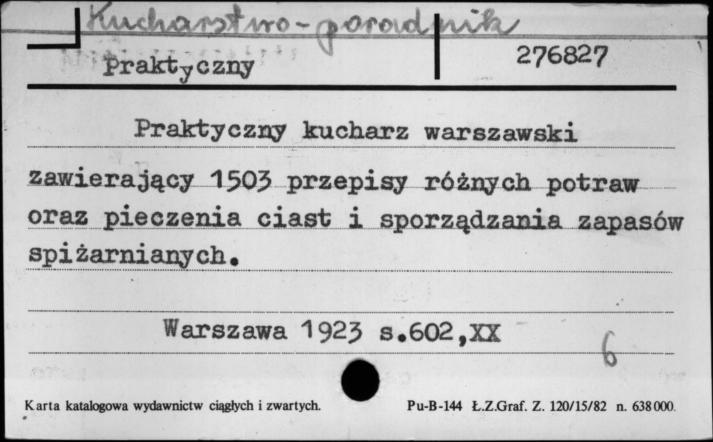 Kucharstwo-poradnik
Praktyczny 276827
Praktyczny kucharz warszawski
zawierający 1503 przepisy różnych potraw
oraz pieczenia ciast i sporządzania zapasów
spiżarnianych.
Warszawa 1923 s.602,XX
6
Karta katalogowa wydawnictw ciągłych i zwartych. Pu-B-144 Ł.Z.Graf. Z. 120/15/82 n. 638000.